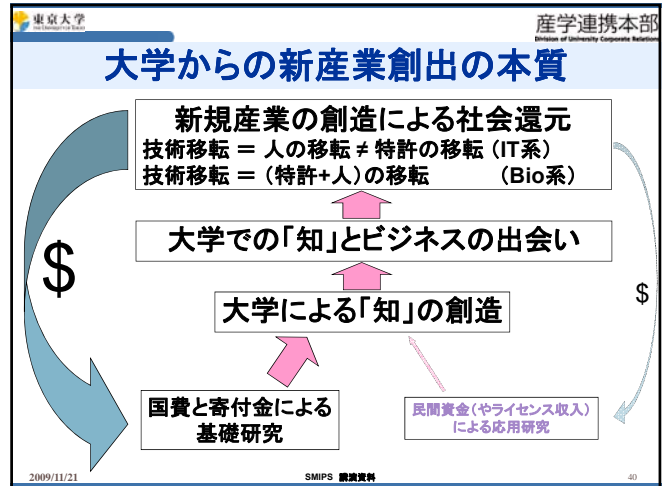 東京大学
THE UNIVERSITY OF TOKYO
産学連携本部
Division of University Corporate Relations
大学からの新産業創出の本質
新規産業の創造による社会還元
技術移転 = 人の移転 ≠ 特許の移転 (IT系)
技術移転 = (特許+人)の移転 (Bio系)
大学での「知」とビジネスの出会い
$
$
大学による「知」の創造
国費と寄付金による
基礎研究
民間資金(やライセンス収入)
による応用研究
2009/11/21
SMIPS 講演資料
40